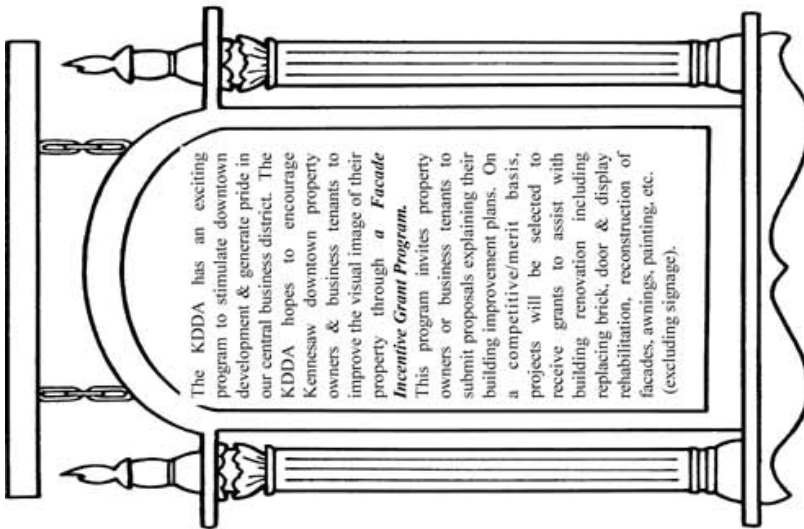 The KDDA has an exciting
program to stimulate downtown
development & generate pride in
our central business district. The
KDDA hopes to encourage
Kennesaw downtown property
owners & business tenants to
improve the visual image of their
property through a Facade
Incentive Grant Program.
This program invites property
owners or business tenants to
submit proposals explaining their
building improvement plans. On
a competitive/merit basis,
projects will be selected to
receive grants to assist with
building renovation including
replacing brick, door & display
rehabilitation, reconstruction of
facades, awnings, painting, etc.
(excluding signage).